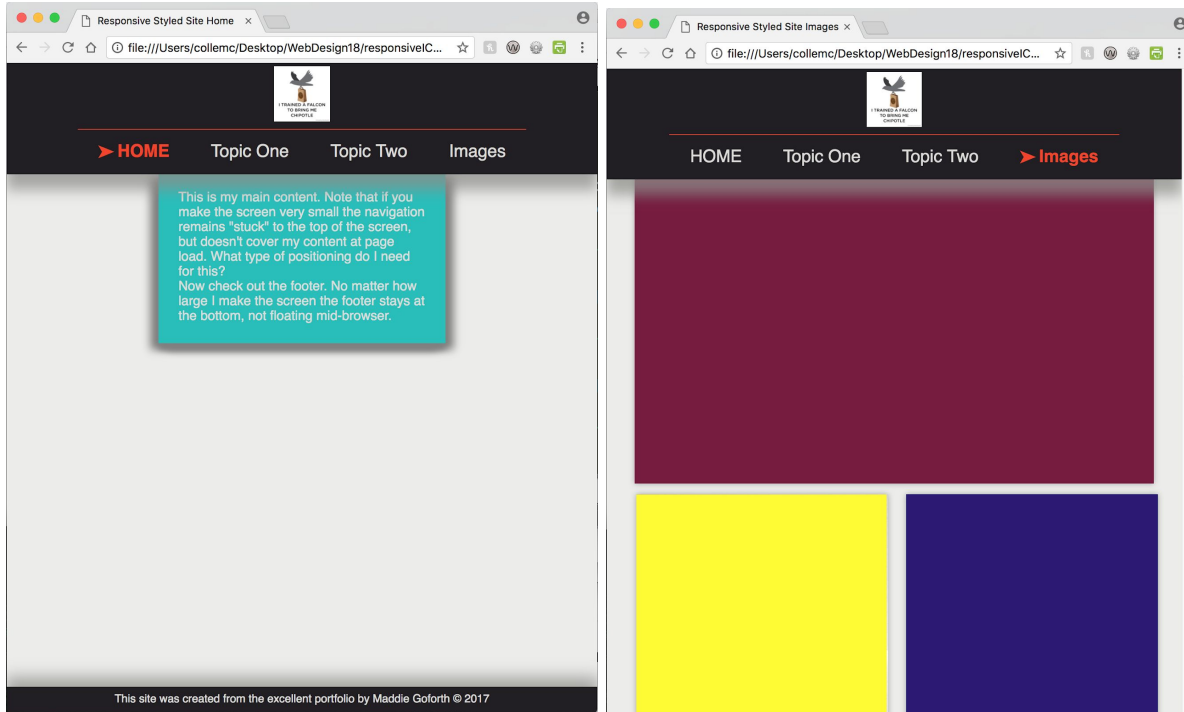 Responsive Styled Site Home
file:///Users/collemc/Desktop/WebDesign18/responsiveIC...
I TRAINED A FALCON
TO BRING ME
CHIPOTLE
➤ HOME Topic One Topic Two Images
This is my main content. Note that if you
make the screen very small the navigation
remains "stuck" to the top of the screen,
but doesn't cover my content at page
load. What type of positioning do I need
for this?
Now check out the footer. No matter how
large I make the screen the footer stays at
the bottom, not floating mid-browser.
This site was created from the excellent portfolio by Maddie Goforth © 2017
Responsive Styled Site Images
file:///Users/collemc/Desktop/WebDesign18/responsiveIC...
I TRAINED A FALCON
TO BRING ME
CHIPOTLE
HOME Topic One Topic Two ➤ Images